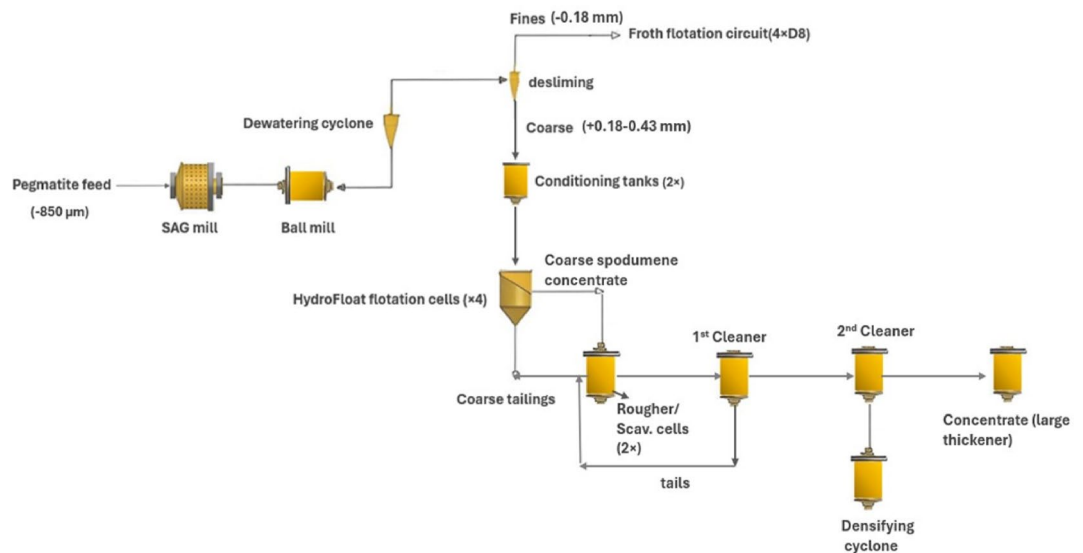 Fines (-0.18 mm)
Froth flotation circuit(4×D8)
desliming
Dewatering cyclone
Coarse (+0.18-0.43 mm)
Pegmatite feed
(-850 µm)
SAG mill
Ball mill
Conditioning tanks (2×)
Coarse spodumene
concentrate
HydroFloat flotation cells (×4)
1st Cleaner
2nd Cleaner
Coarse tailings
Rougher/
Scav. cells
(2×)
tails
Concentrate (large
thickener)
Densifying
cyclone